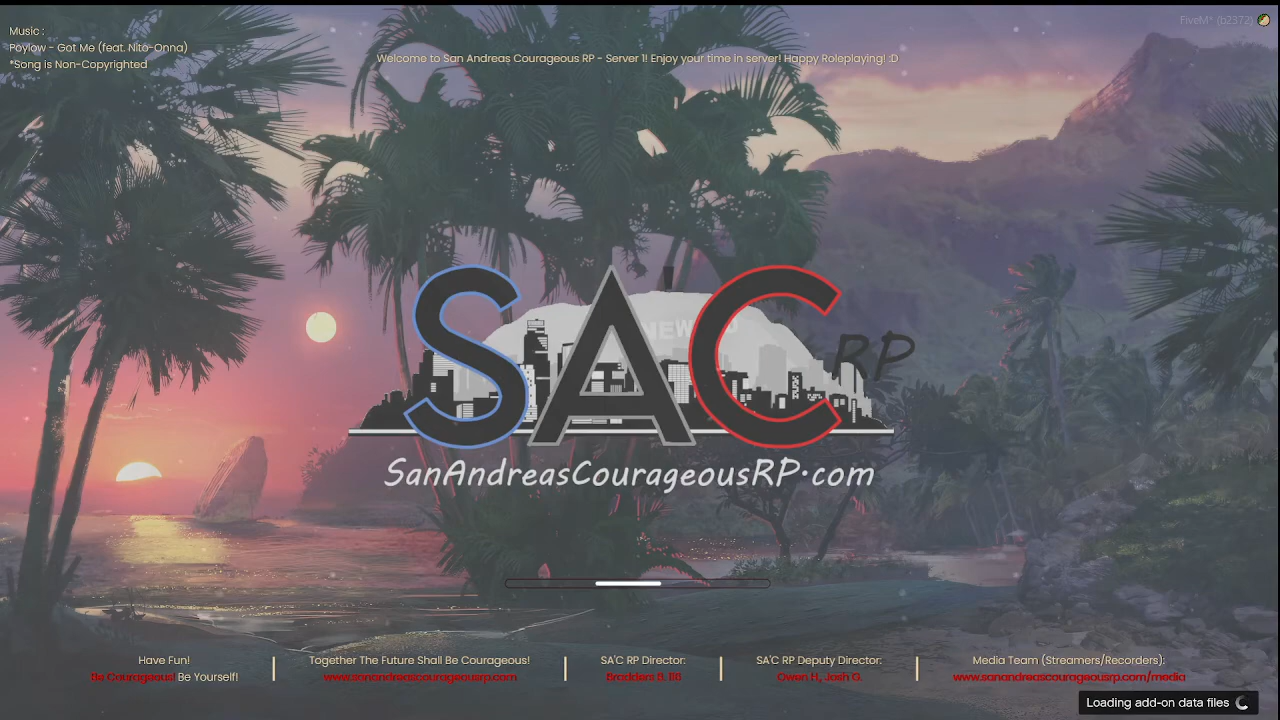 Music :
Poylow - Got Me (feat. Nito-Onna)
*Song is Non-Copyrighted
FiveM* (b2372)
Welcome to San Andreas Courageous RP - Server 1! Enjoy your time in server! Happy Roleplaying! :D
SAC RP
SanAndreasCourageousRP.com
Have Fun!
Be Courageous! Be Yourself!
Together The Future Shall Be Courageous!
www.sanandreascourageousrp.com
SA'C RP Director:
Bradders B.
SA'C RP Deputy Director:
Owen H, Josh G.
Media Team (Streamers/Recorders):
www.sanandreascourageousrp.com/media
Loading add-on data files